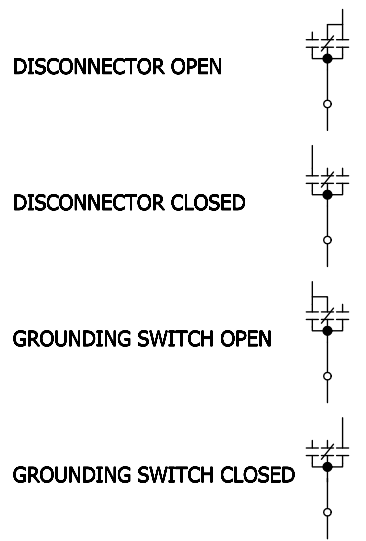 DISCONNECTOR OPEN
DISCONNECTOR CLOSED
GROUNDING SWITCH OPEN
GROUNDING SWITCH CLOSED